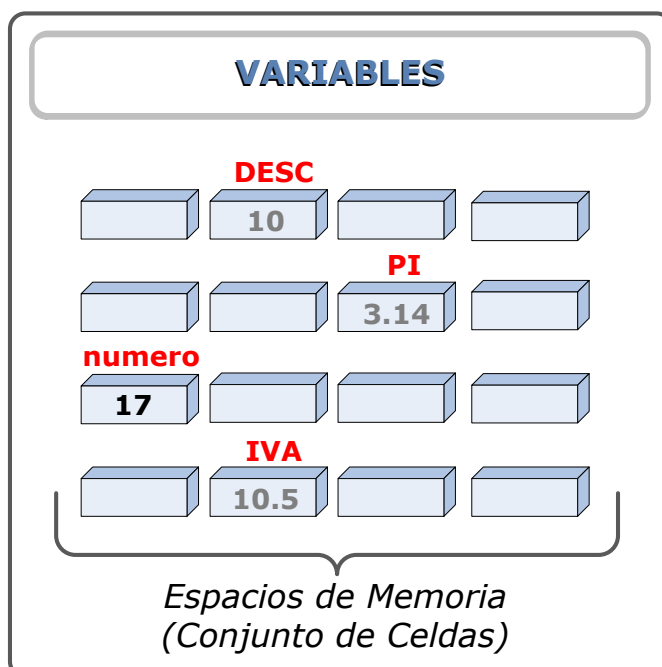 VARIABLES
DESC
10
PI
3.14
numero
17
IVA
10.5
Espacios de Memoria
(Conjunto de Celdas)